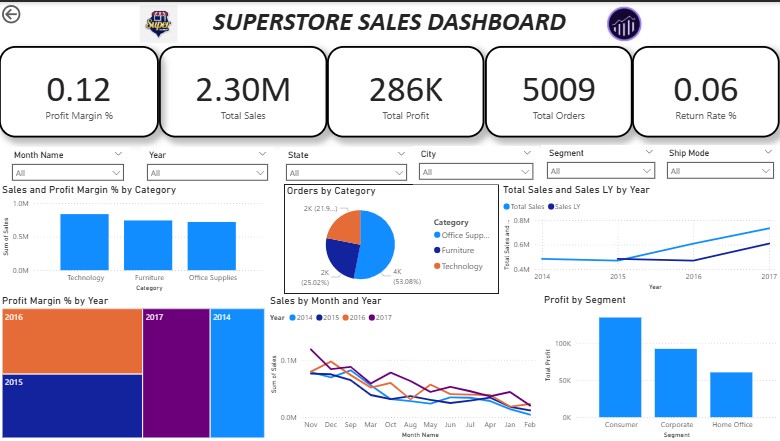 Super
SUPERSTORE SALES DASHBOARD
0.12
Profit Margin %
2.30M
Total Sales
286K
Total Profit
5009
Total Orders
0.06
Return Rate %
Month Name
All
Year
All
State
All
City
All
Segment
All
Ship Mode
All
Sales and Profit Margin % by Category
Sum of Sales
1.0M
0.5M
0.0M
Technology Furniture Office Supplies
Category
Orders by Category
2K (21.9...)
2K
(25.02%)
4K
(53.08%)
Category
Office Supp...
Furniture
Technology
Total Sales and Sales LY by Year
Total Sales Sales LY
Total Sales and ...
0.8M
0.6M
0.4M
2014 2015 2016 2017
Year
Profit Margin % by Year
2016
2015
2017
2014
Sales by Month and Year
Year 2014 2015 2016 2017
Sum of Sales
0.1M
0.0M
Nov Dec Sep Mar Oct Aug May Jun Jul Apr Jan Feb
Month Name
Profit by Segment
Total Profit
100K
50K
0K
Consumer Corporate Home Office
Segment